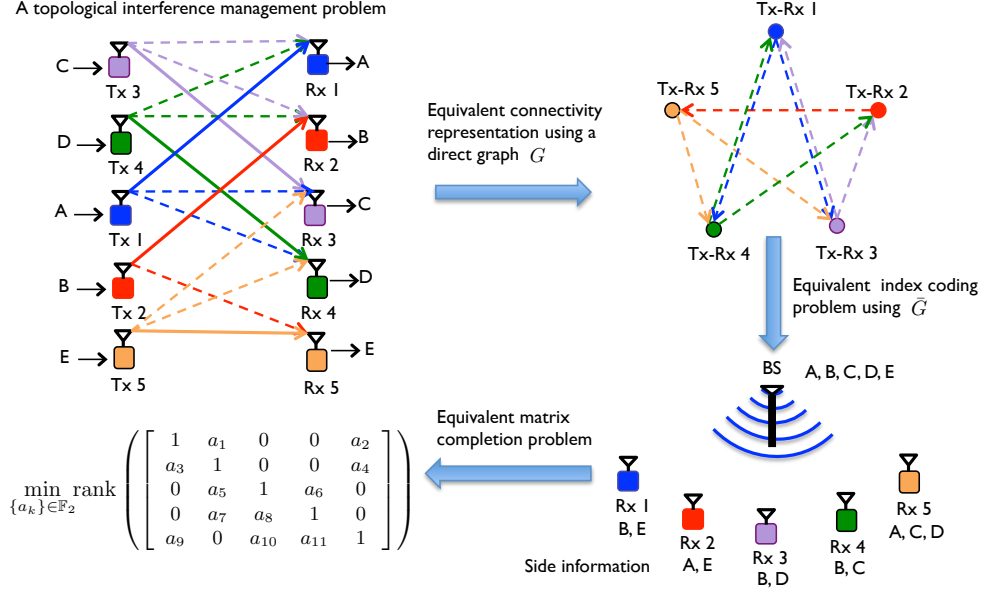 A topological interference management problem
C
Tx 3
Rx 1
A
D
Tx 4
Rx 2
B
A
Tx 1
Rx 3
C
B
Tx 2
Rx 4
D
E
Tx 5
Rx 5
E
Equivalent connectivity
representation using a
direct graph G
Tx-Rx 1
Tx-Rx 5
Tx-Rx 2
Tx-Rx 4
Tx-Rx 3
Equivalent index coding
problem using Ḡ
BS
A, B, C, D, E
Rx 1
B, E
Rx 2
A, E
Rx 3
B, D
Rx 4
B, C
Rx 5
A, C, D
Side information
Equivalent matrix
completion problem
min rank
{a_k}∈𝔽_2
1 a_1 0 0 a_2
a_3 1 0 0 a_4
0 a_5 1 a_6 0
0 a_7 a_8 1 0
a_9 0 a_10 a_11 1